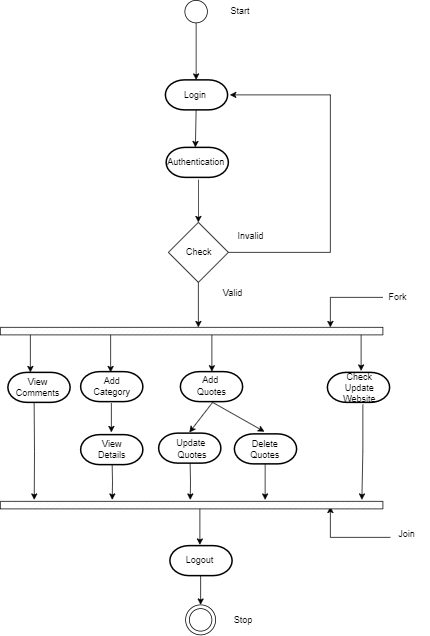 Start
Login
Authentication
Check
Invalid
Valid
Fork
View
Comments
Add
Category
Add
Quotes
Check
Update
Website
View
Details
Update
Quotes
Delete
Quotes
Join
Logout
Stop